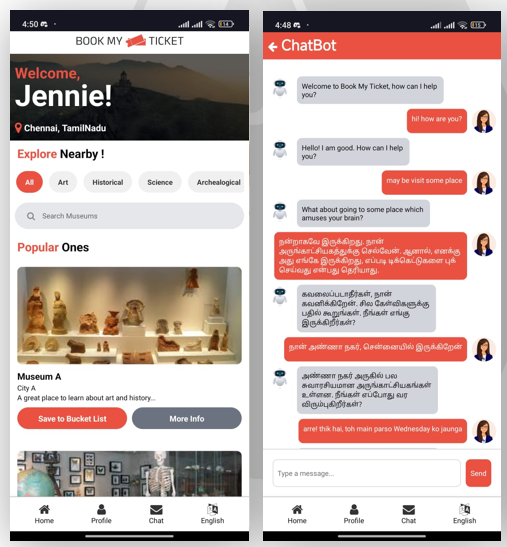 4:50
14
BOOK MY TICKET
Welcome,
Jennie!
Chennai, TamilNadu
Explore Nearby !
All Art Historical Science Archealogical
Search Museums
Popular Ones
Museum A
City A
A great place to learn about art and history...
Save to Bucket List More Info
Home Profile Chat English
4:48
15
ChatBot
Welcome to Book My Ticket, how can I help
you?
hi! how are you?
Hello! I am good. How can I help
you?
may be visit some place
What about going to some place which
amuses your brain?
நன்றாகவே இருக்கிறது. நான்
அருங்காட்சியகத்துக்கு செல்வேன். ஆனால், எனக்கு
அது எங்கே இருக்கிறது, எப்படி டிக்கெட்டுகளை புக்
செய்வது என்பது தெரியாது.
கவலைப்படாதீர்கள், நான்
கவனிக்கிறேன். சில கேள்விகளுக்கு
பதில் கூறுங்கள். நீங்கள் எங்கு
இருக்கிறீர்கள்?
நான் அண்ணா நகர், சென்னையில் இருக்கிறேன்
அண்ணா நகர் அருகில் பல
சுவாரசியமான அருங்காட்சியகங்கள்
உள்ளன. நீங்கள் எப்போது வர
விரும்புகிறீர்கள்?
arre! thik hai, toh main parso Wednesday ko jaunga
Type a message... Send
Home Profile Chat English